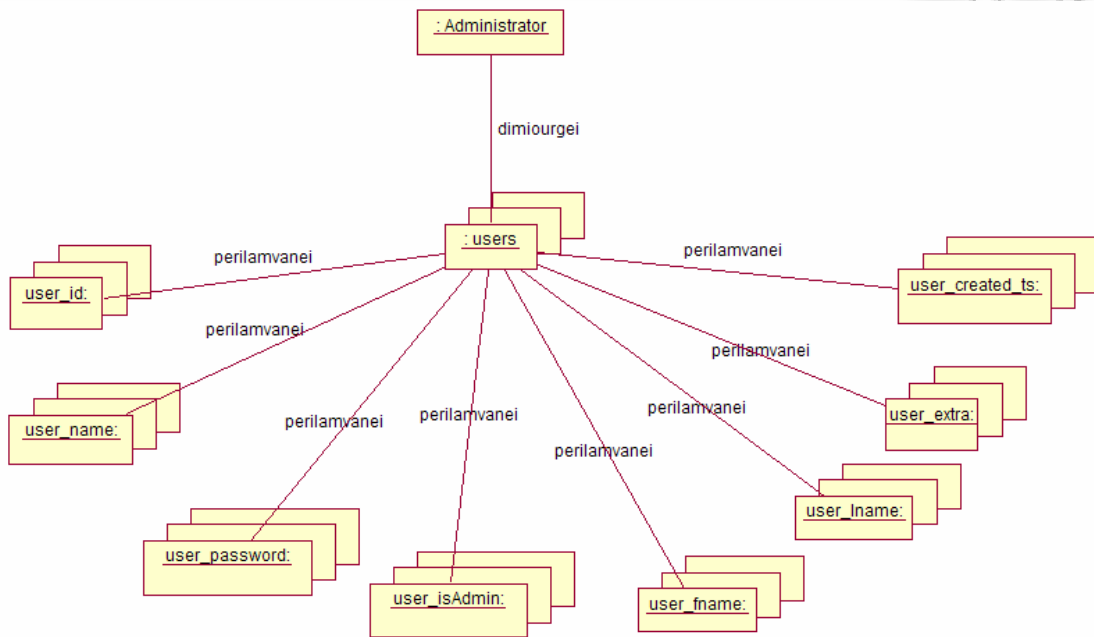 : Administrator
dimiourgei
: users
perilamvanei
perilamvanei
user_id:
user_created_ts:
perilamvanei
perilamvanei
user_name:
perilamvanei
perilamvanei
perilamvanei
user_extra:
perilamvanei
user_lname:
user_password:
user_isAdmin:
user_fname: